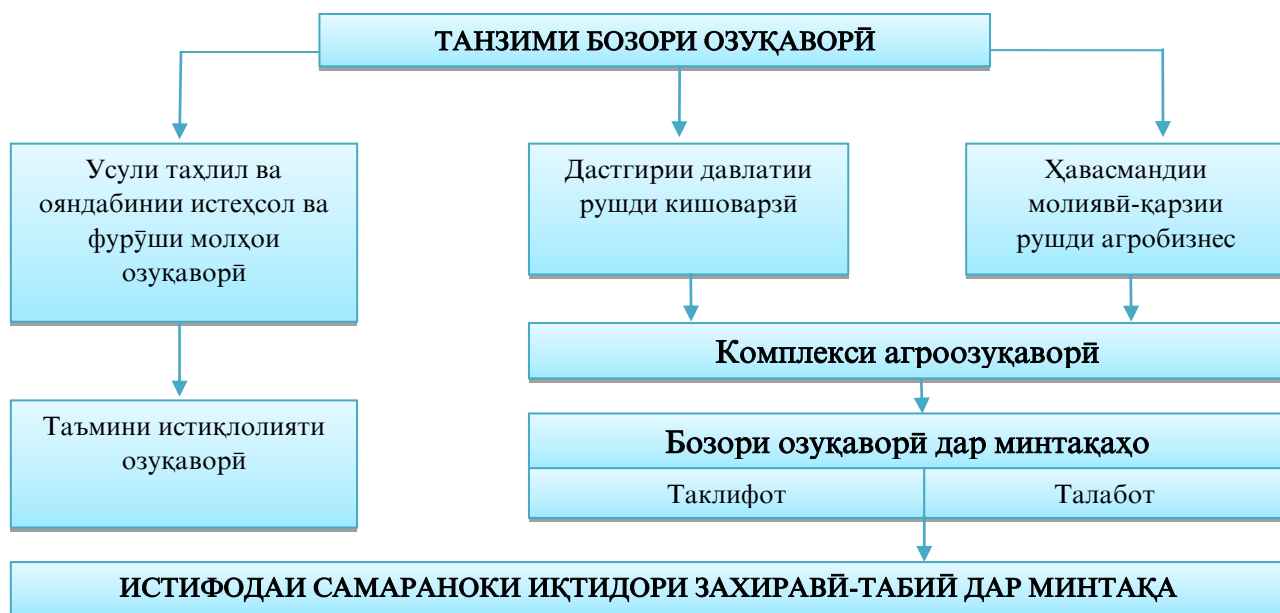 ТАНЗИМИ БОЗОРИ ОЗУҚАВОРӢ
Усули таҳлил ва
ояндабинии истеҳсол ва
фурӯши молҳои
озуқаворӣ
Дастгирии давлатии
рушди кишоварзӣ
Ҳавасмандии
молиявӣ-қарзии
рушди агробизнес
Комплекси агроозуқаворӣ
Таъмини истиқлолияти
озуқаворӣ
Бозори озуқаворӣ дар минтақаҳо
Таклифот
Талабот
ИСТИФОДАИ САМАРАНОКИ ИҚТИДОРИ ЗАХИРАВӢ-ТАБИӢ ДАР МИНТАҚА